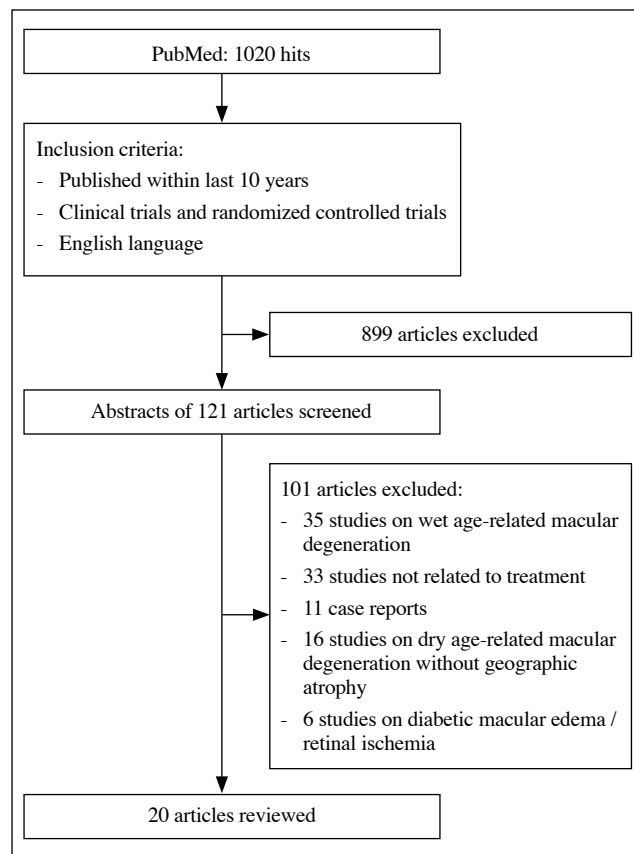 PubMed: 1020 hits
Inclusion criteria:
- Published within last 10 years
- Clinical trials and randomized controlled trials
- English language
899 articles excluded
Abstracts of 121 articles screened
101 articles excluded:
- 35 studies on wet age-related macular
degeneration
- 33 studies not related to treatment
- 11 case reports
- 16 studies on dry age-related macular
degeneration without geographic
atrophy
- 6 studies on diabetic macular edema /
retinal ischemia
20 articles reviewed